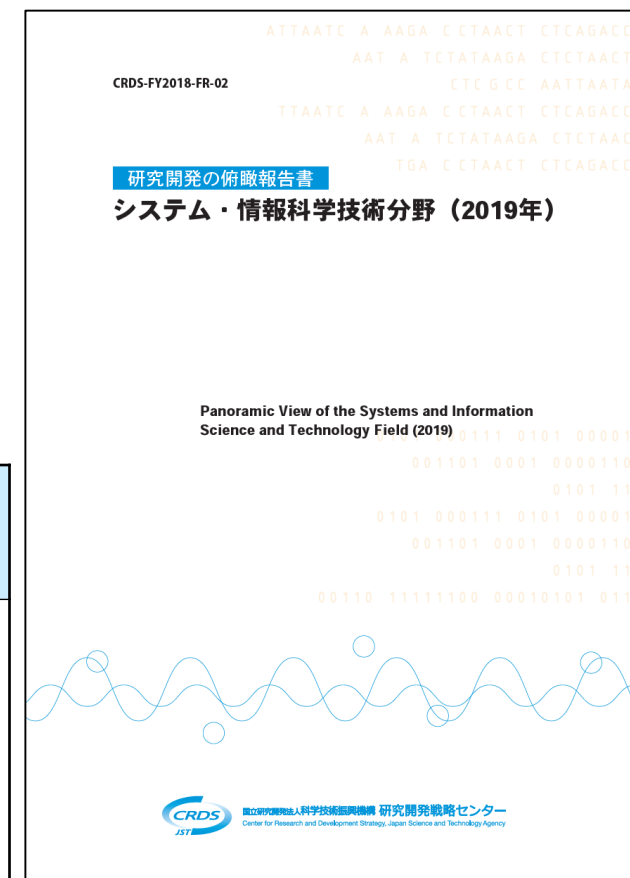 ATTAATC A AAGA CCTAACT CTCAGACC
AAT A TCTATAAGA CTCTAACT
CRDS-FY2018-FR-02
CTC G CC AATTAATA
TTAATC A AAGA CCTAACT CTCAGACC
AAT A TCTATAAGA CTCTAAC
TGA CCTAACT CTCAGACC
研究開発の俯瞰報告書
システム・情報科学技術分野（2019年）
Panoramic View of the Systems and Information
Science and Technology Field (2019)
0101 000111 0101 00001
001101 0001 0000110
0101 11
0101 000111 0101 00001
001101 0001 0000110
0101 11
00110 11111100 00010101 011
CRDS
JST
国立研究開発法人科学技術振興機構 研究開発戦略センター
Center for Research and Development Strategy, Japan Science and Technology Agency